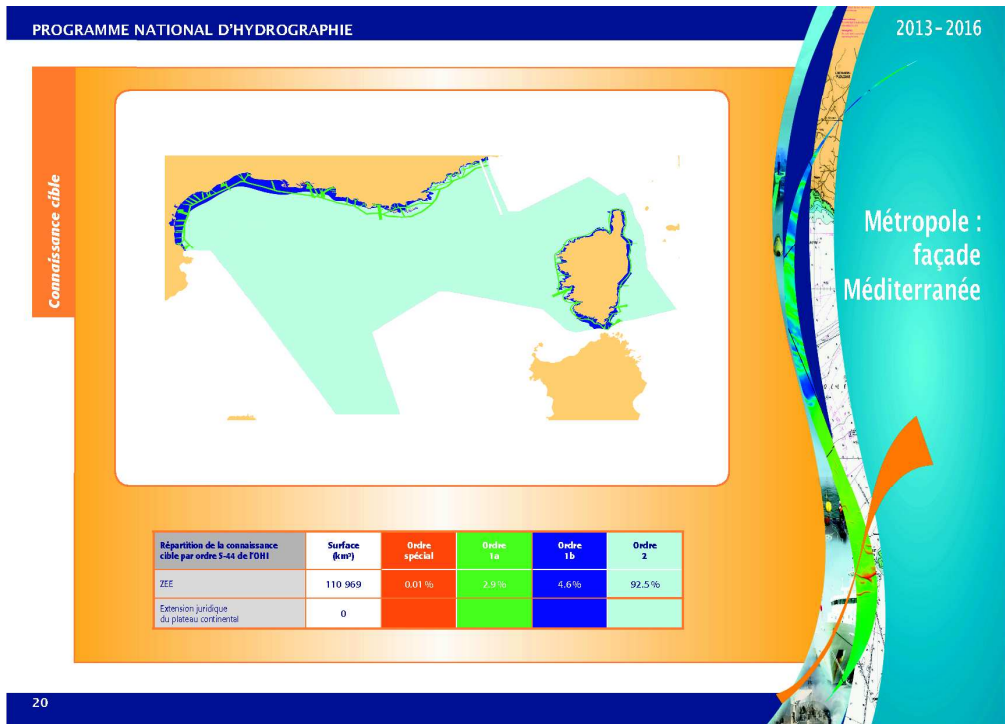 PROGRAMME NATIONAL D'HYDROGRAPHIE
2013-2016
Connaissance cible
Métropole :
façade
Méditerranée
Répartition de la connaissance
cible par ordre S-44 de l'OHI
Surface
(km²)
Ordre
spécial
Ordre
1a
Ordre
1b
Ordre
2
ZEE
110 969
0.01 %
2.9 %
4.6 %
92.5 %
Extension juridique
du plateau continental
0
20